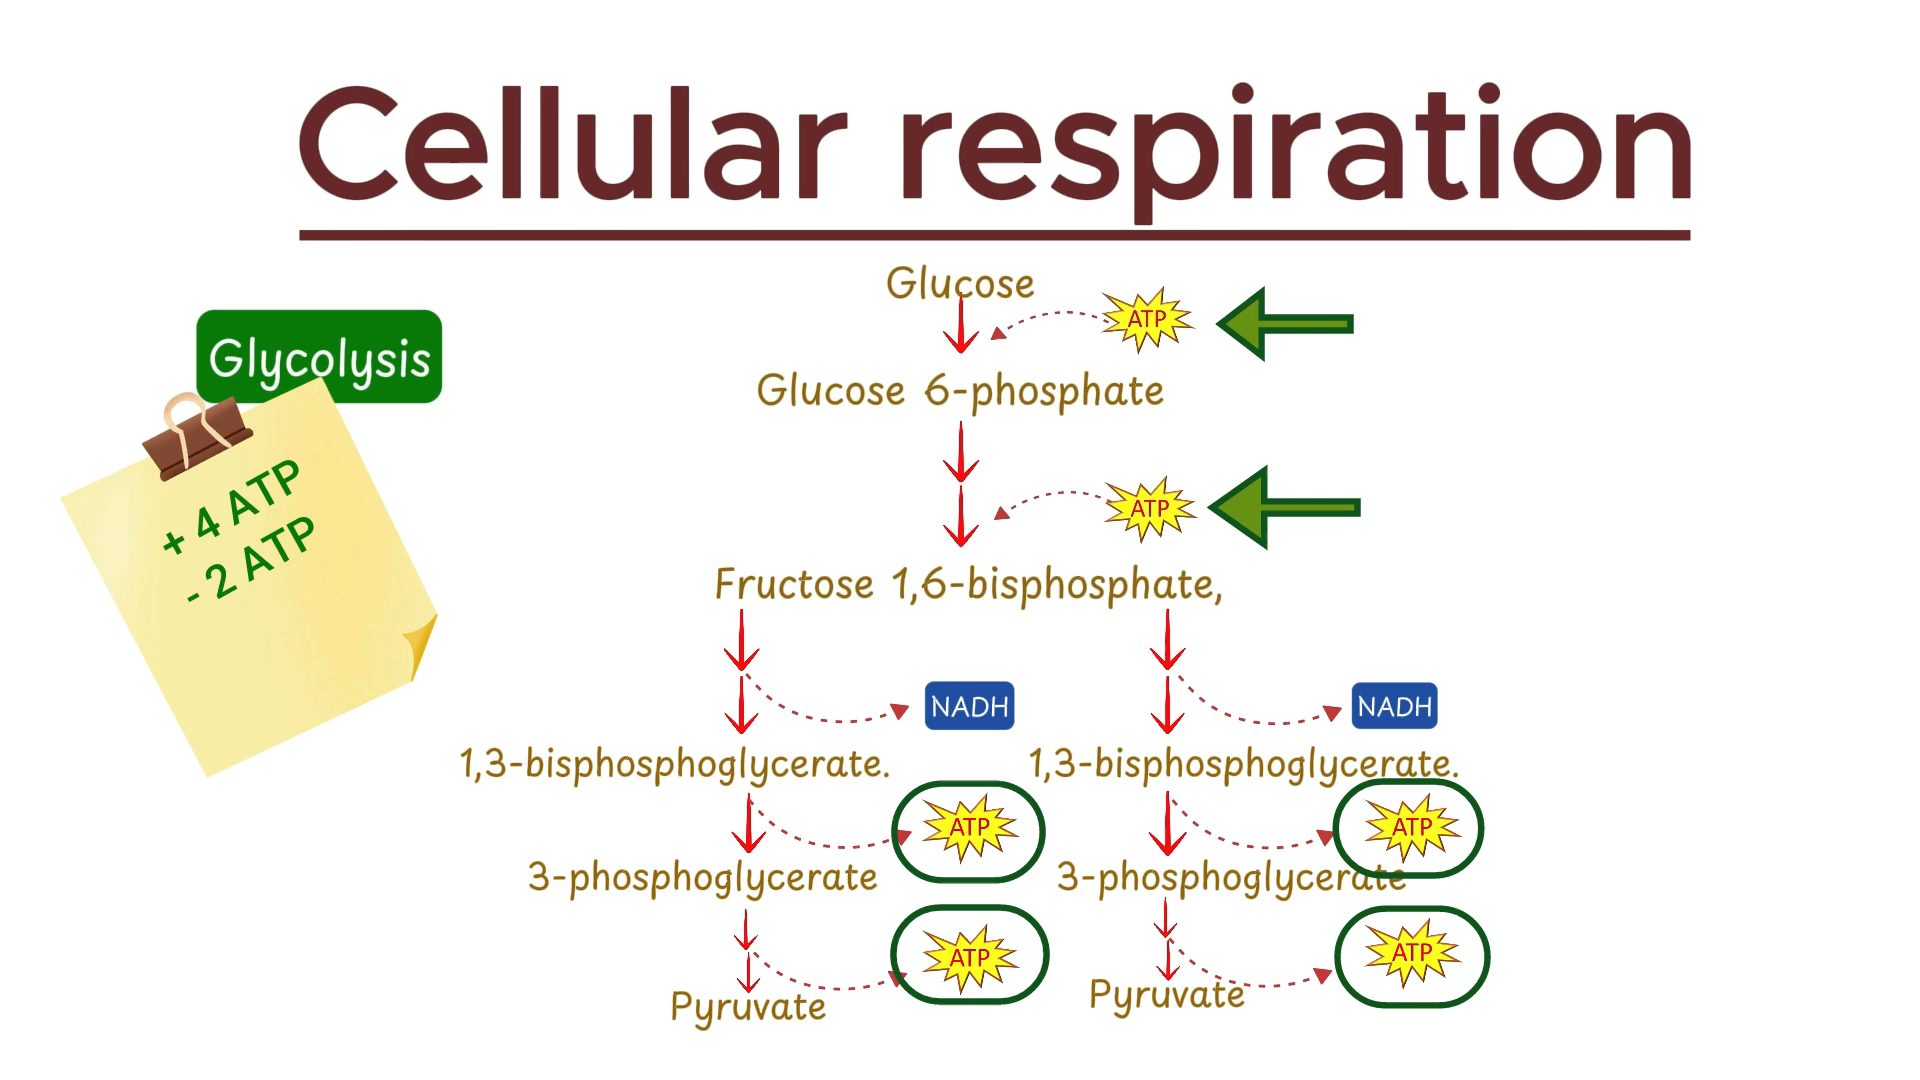 Cellular respiration
Glycolysis
+ 4 ATP
- 2 ATP
Glucose
ATP
Glucose 6-phosphate
ATP
Fructose 1,6-bisphosphate,
NADH
NADH
1,3-bisphosphoglycerate.
1,3-bisphosphoglycerate.
ATP
ATP
3-phosphoglycerate
3-phosphoglycerate
ATP
ATP
Pyruvate
Pyruvate